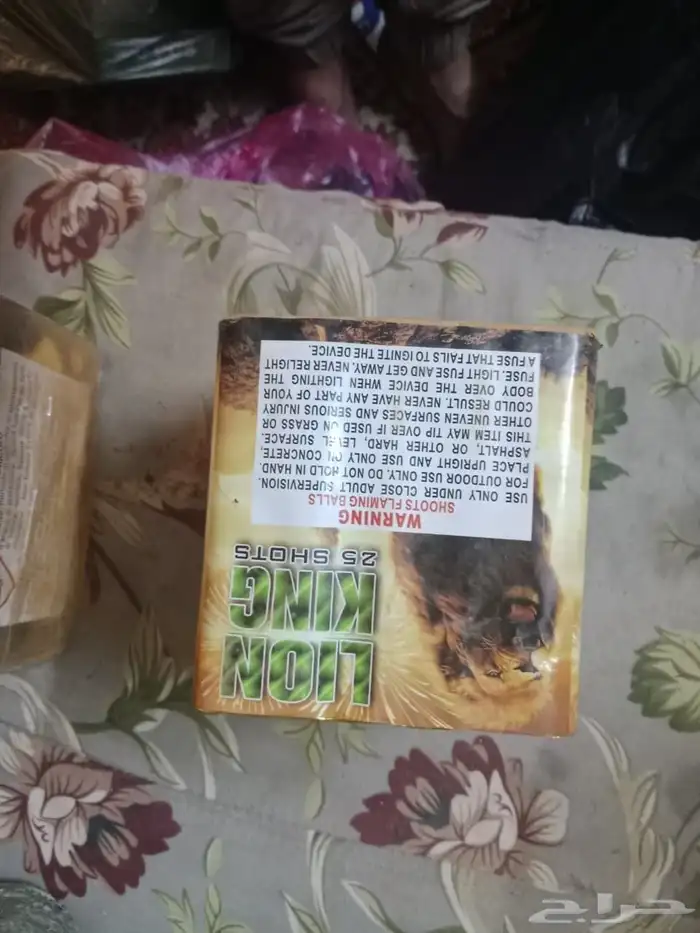 LION
KING
25 SHOTS
WARNING
SHOOTS FLAMING BALLS
USE ONLY UNDER CLOSE ADULT SUPERVISION.
FOR OUTDOOR USE ONLY. DO NOT HOLD IN HAND.
PLACE UPRIGHT AND USE ONLY ON CONCRETE,
ASPHALT, OR OTHER HARD, LEVEL SURFACE.
THIS ITEM MAY TIP OVER IF USED ON GRASS OR
OTHER UNEVEN SURFACES AND SERIOUS INJURY
COULD RESULT. NEVER HAVE ANY PART OF YOUR
BODY OVER THE DEVICE WHEN LIGHTING THE
FUSE. LIGHT FUSE AND GET AWAY, NEVER RELIGHT
A FUSE THAT FAILS TO IGNITE THE DEVICE.
حراج